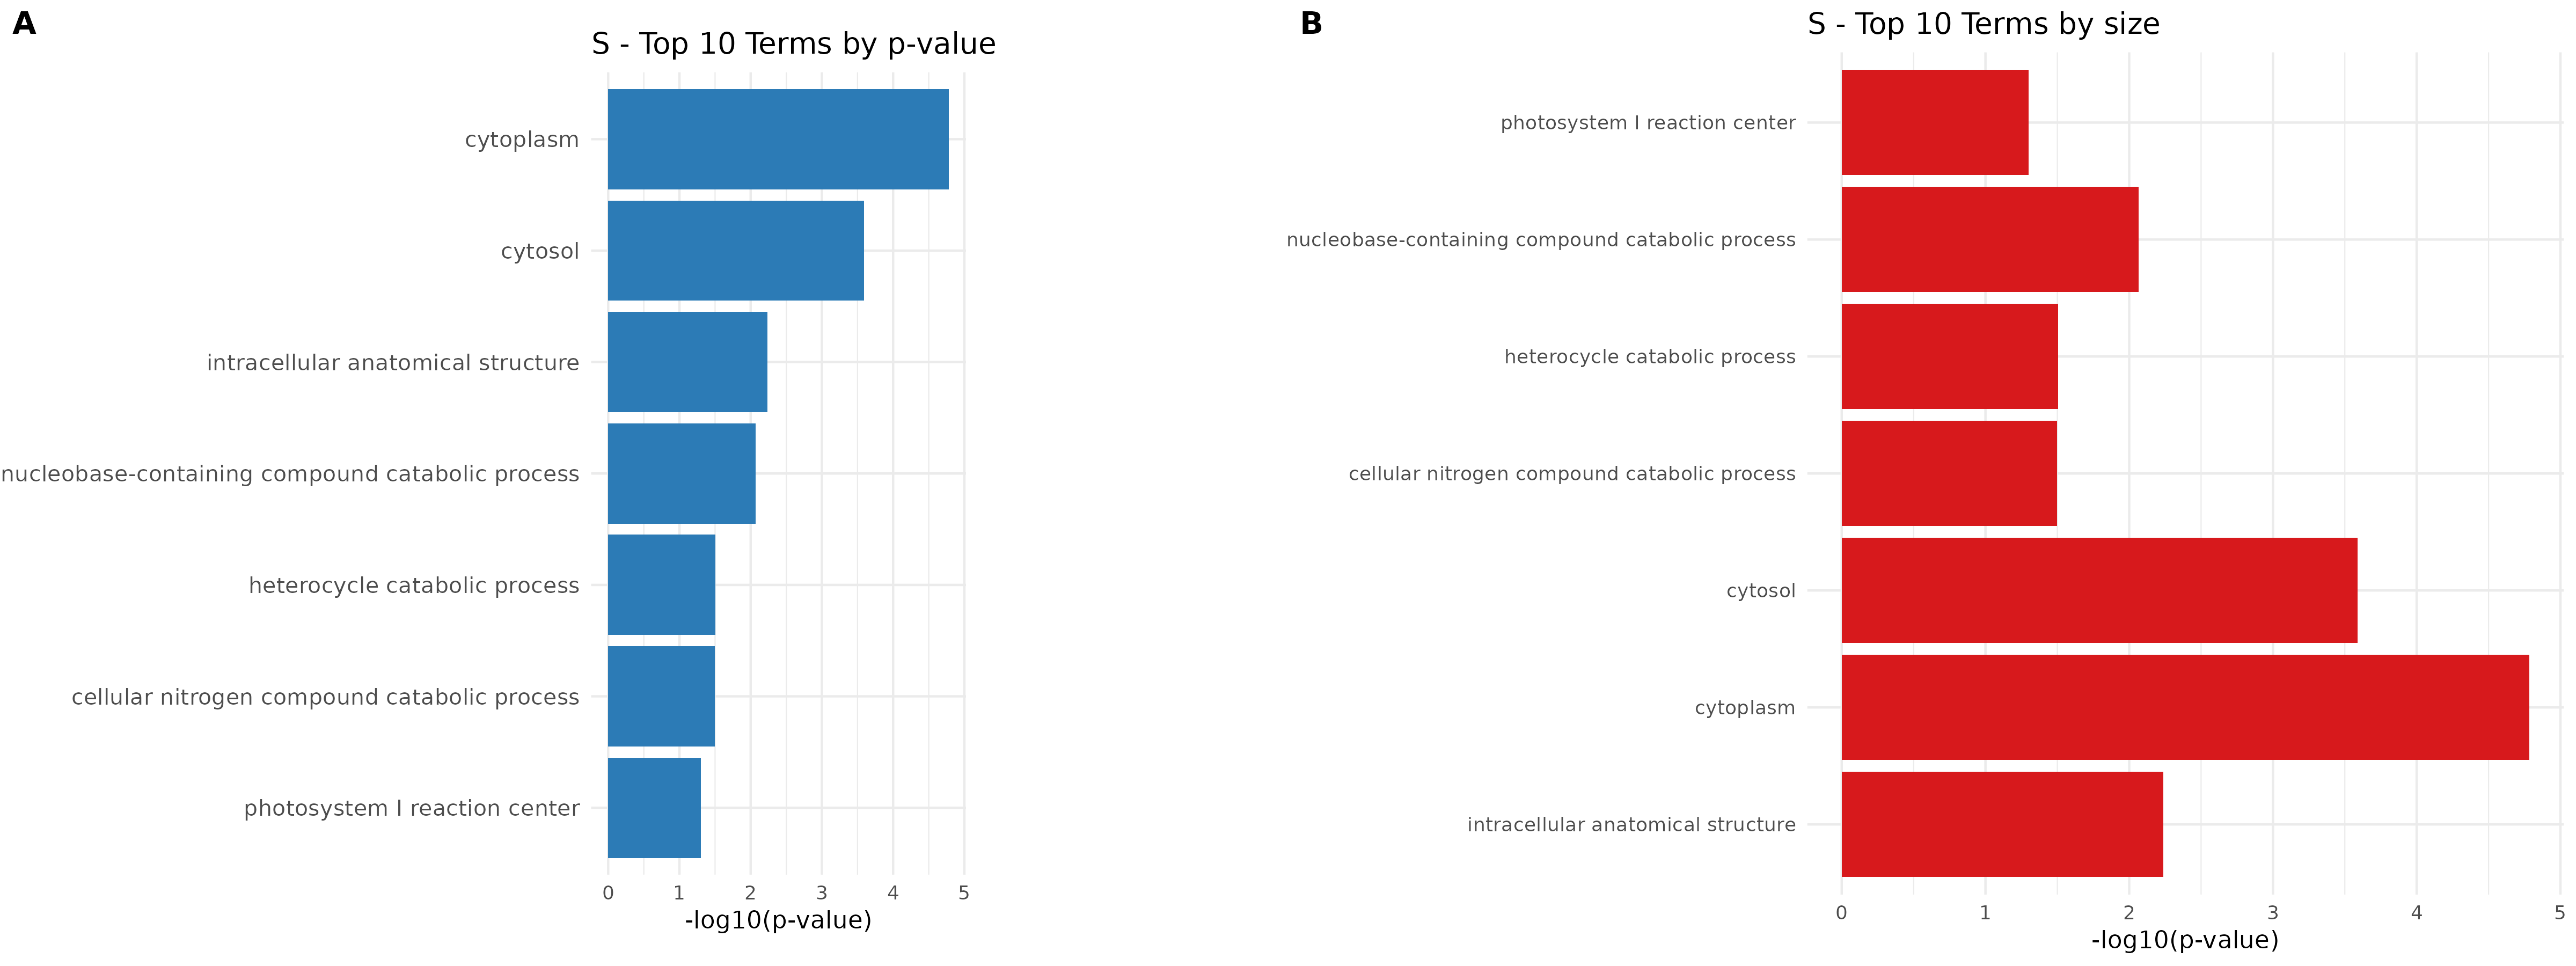 A
S - Top 10 Terms by p-value
cytoplasm
cytosol
intracellular anatomical structure
nucleobase-containing compound catabolic process
heterocycle catabolic process
cellular nitrogen compound catabolic process
photosystem I reaction center
0 1 2 3 4 5
-log10(p-value)
B
S - Top 10 Terms by size
photosystem I reaction center
nucleobase-containing compound catabolic process
heterocycle catabolic process
cellular nitrogen compound catabolic process
cytosol
cytoplasm
intracellular anatomical structure
0 1 2 3 4 5
-log10(p-value)